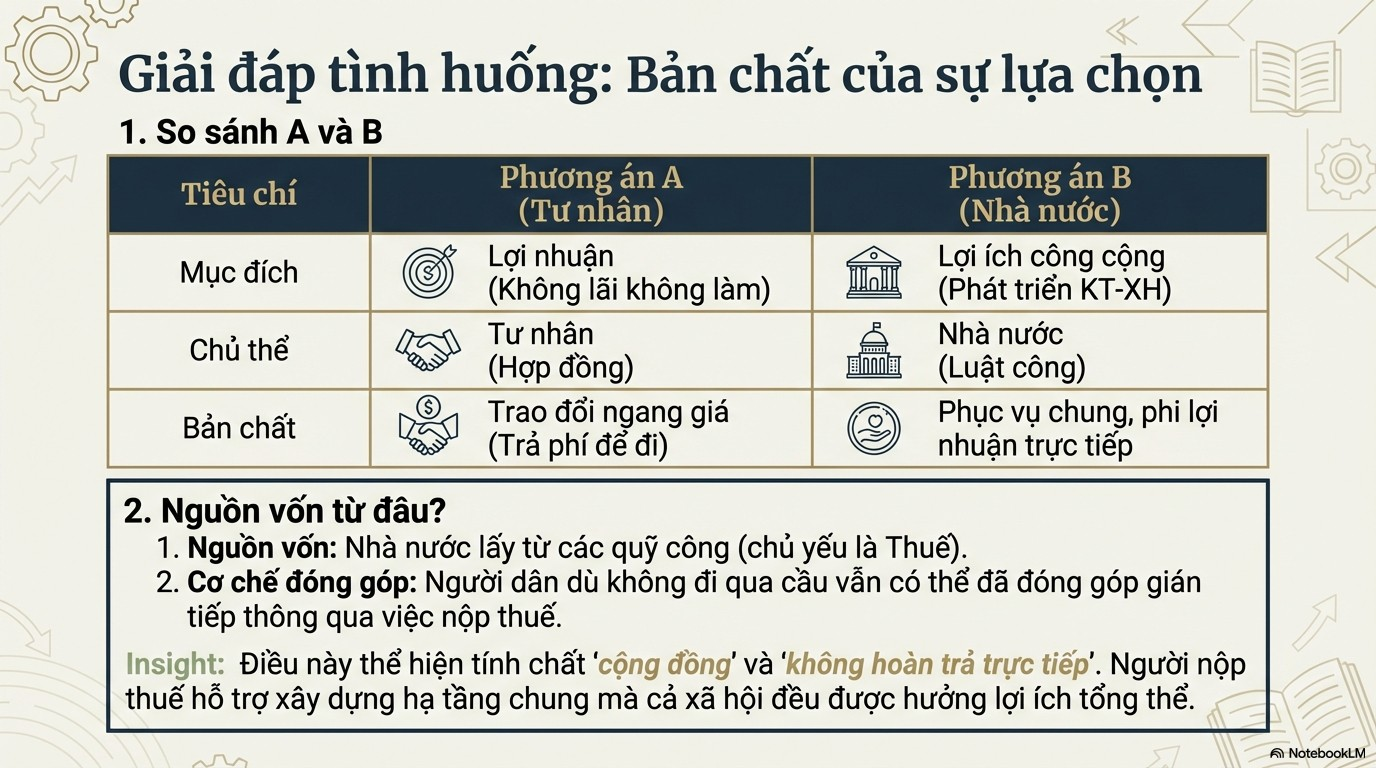 Giải đáp tình huống: Bản chất của sự lựa chọn
1. So sánh A và B
Tiêu chí
Phương án A
(Tư nhân)
Phương án B
(Nhà nước)
Mục đích
Lợi nhuận
(Không lãi không làm)
Lợi ích công cộng
(Phát triển KT-XH)
Chủ thể
Tư nhân
(Hợp đồng)
Nhà nước
(Luật công)
Bản chất
Trao đổi ngang giá
(Trả phí để đi)
Phục vụ chung, phi lợi
nhuận trực tiếp
2. Nguồn vốn từ đâu?
1. Nguồn vốn: Nhà nước lấy từ các quỹ công (chủ yếu là Thuế).
2. Cơ chế đóng góp: Người dân dù không đi qua cầu vẫn có thể đã đóng góp gián
tiếp thông qua việc nộp thuế.
Insight: Điều này thể hiện tính chất ‘cộng đồng’ và ‘không hoàn trả trực tiếp’. Người nộp
thuế hỗ trợ xây dựng hạ tầng chung mà cả xã hội đều được hưởng lợi ích tổng thể.
NotebookLM